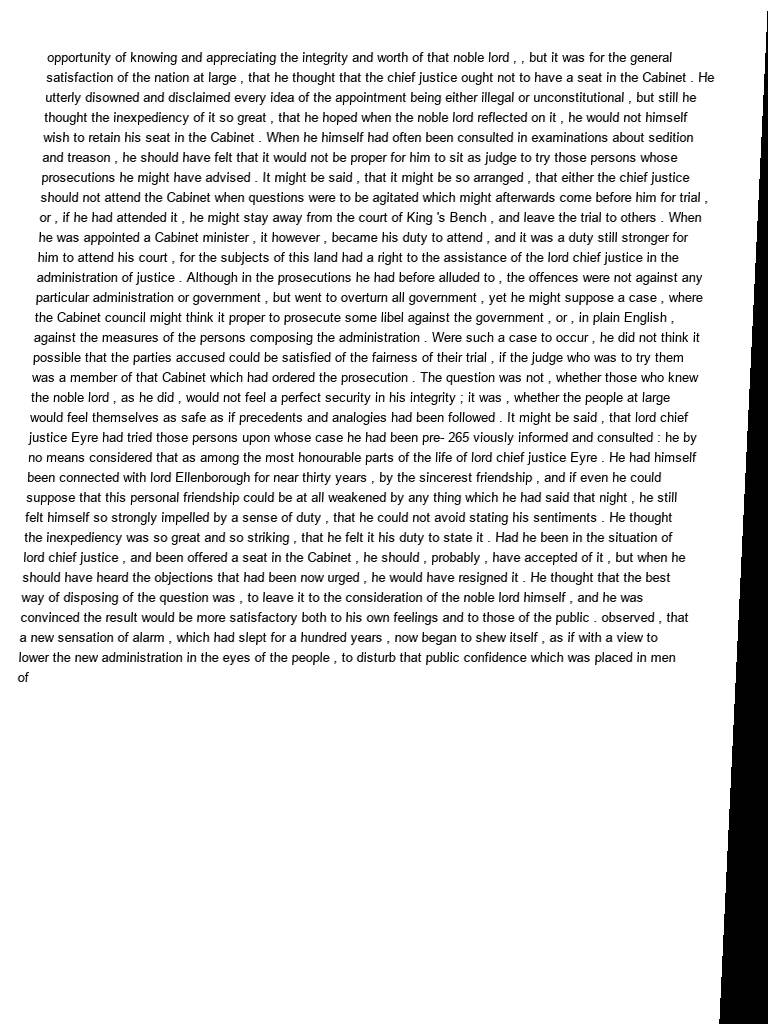 opportunity of knowing and appreciating the integrity and worth of that noble lord , , but it was for the general
satisfaction of the nation at large , that he thought that the chief justice ought not to have a seat in the Cabinet . He
utterly disowned and disclaimed every idea of the appointment being either illegal or unconstitutional , but still he
thought the inexpediency of it so great , that he hoped when the noble lord reflected on it , he would not himself
wish to retain his seat in the Cabinet . When he himself had often been consulted in examinations about sedition
and treason , he should have felt that it would not be proper for him to sit as judge to try those persons whose
prosecutions he might have advised . It might be said , that it might be so arranged , that either the chief justice
should not attend the Cabinet when questions were to be agitated which might afterwards come before him for trial ,
or , if he had attended it , he might stay away from the court of King 's Bench , and leave the trial to others . When
he was appointed a Cabinet minister , it however , became his duty to attend , and it was a duty still stronger for
him to attend his court , for the subjects of this land had a right to the assistance of the lord chief justice in the
administration of justice . Although in the prosecutions he had before alluded to , the offences were not against any
particular administration or government , but went to overturn all government , yet he might suppose a case , where
the Cabinet council might think it proper to prosecute some libel against the government , or , in plain English ,
against the measures of the persons composing the administration . Were such a case to occur , he did not think it
possible that the parties accused could be satisfied of the fairness of their trial , if the judge who was to try them
was a member of that Cabinet which had ordered the prosecution . The question was not , whether those who knew
the noble lord , as he did , would not feel a perfect security in his integrity ; it was , whether the people at large
would feel themselves as safe as if precedents and analogies had been followed . It might be said , that lord chief
justice Eyre had tried those persons upon whose case he had been pre- 265 viously informed and consulted : he by
no means considered that as among the most honourable parts of the life of lord chief justice Eyre . He had himself
been connected with lord Ellenborough for near thirty years , by the sincerest friendship , and if even he could
suppose that this personal friendship could be at all weakened by any thing which he had said that night , he still
felt himself so strongly impelled by a sense of duty , that he could not avoid stating his sentiments . He thought
the inexpediency was so great and so striking , that he felt it his duty to state it . Had he been in the situation of
lord chief justice , and been offered a seat in the Cabinet , he should , probably , have accepted of it , but when he
should have heard the objections that had been now urged , he would have resigned it . He thought that the best
way of disposing of the question was , to leave it to the consideration of the noble lord himself , and he was
convinced the result would be more satisfactory both to his own feelings and to those of the public . observed , that
a new sensation of alarm , which had slept for a hundred years , now began to shew itself , as if with a view to
lower the new administration in the eyes of the people , to disturb that public confidence which was placed in men
of